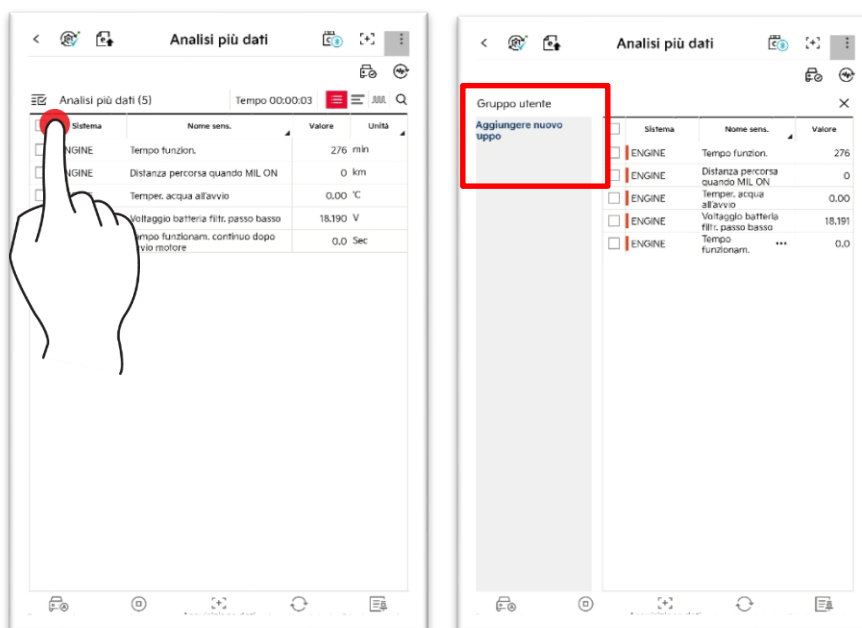 Analisi più dati
Analisi più dati (5)
Tempo 00:00:03
Sistema Nome sens. Valore Unità
NGINE Tempo funzion. 276 min
NGINE Distanza percorsa quando MIL ON 0 km
Temper. acqua all'avvio 0.00 ℃
Voltaggio batteria filtr. passo basso 18.190 V
mpo funzionam. continuo dopo
vvio motore
0.0 Sec
Analisi più dati
Gruppo utente
Aggiungere nuovo
uppo
Sistema Nome sens. Valore
ENGINE Tempo funzion. 276
ENGINE Distanza percorsa
quando MIL ON
0
ENGINE Temper. acqua
all'avvio
0.00
ENGINE Voltaggio batteria
filtr. passo basso
18.191
ENGINE Tempo
funzionam.
... 0.0